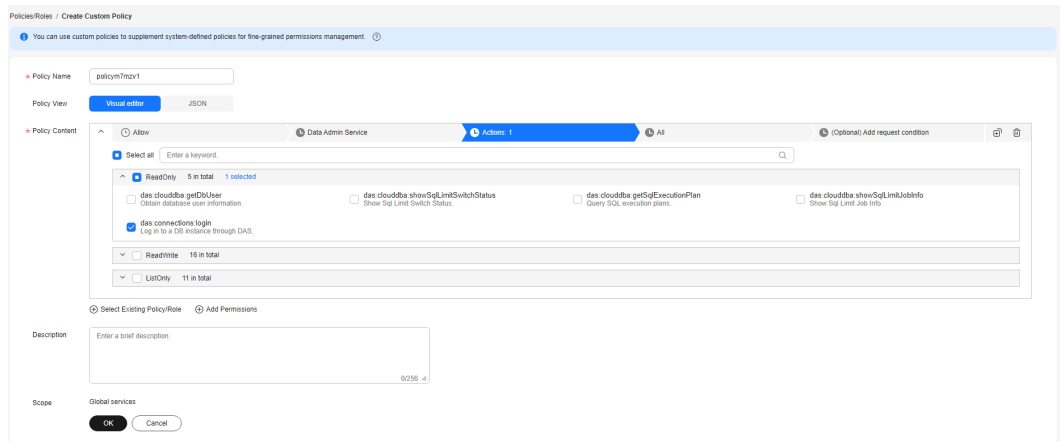 Policies/Roles / Create Custom Policy
You can use custom policies to supplement system-defined policies for fine-grained permissions management.
* Policy Name policym7mzv1
Policy View Visual editor JSON
* Policy Content Allow Data Admin Service Actions: 1 All (Optional) Add request condition
Select all Enter a keyword.
ReadOnly 5 in total 1 selected
das:clouddba:getDbUser das:clouddba:showSqlLimitSwitchStatus das:clouddba:getSqlExecutionPlan das:clouddba:showSqlLimitJobInfo
Obtain database user information. Show Sql Limit Switch Status. Query SQL execution plans. Show Sql Limit Job Info.
das:connections:login
Log in to a DB instance through DAS.
ReadWrite 16 in total
ListOnly 11 in total
Select Existing Policy/Role Add Permissions
Description Enter a brief description.
0/256
Scope Global services
OK Cancel